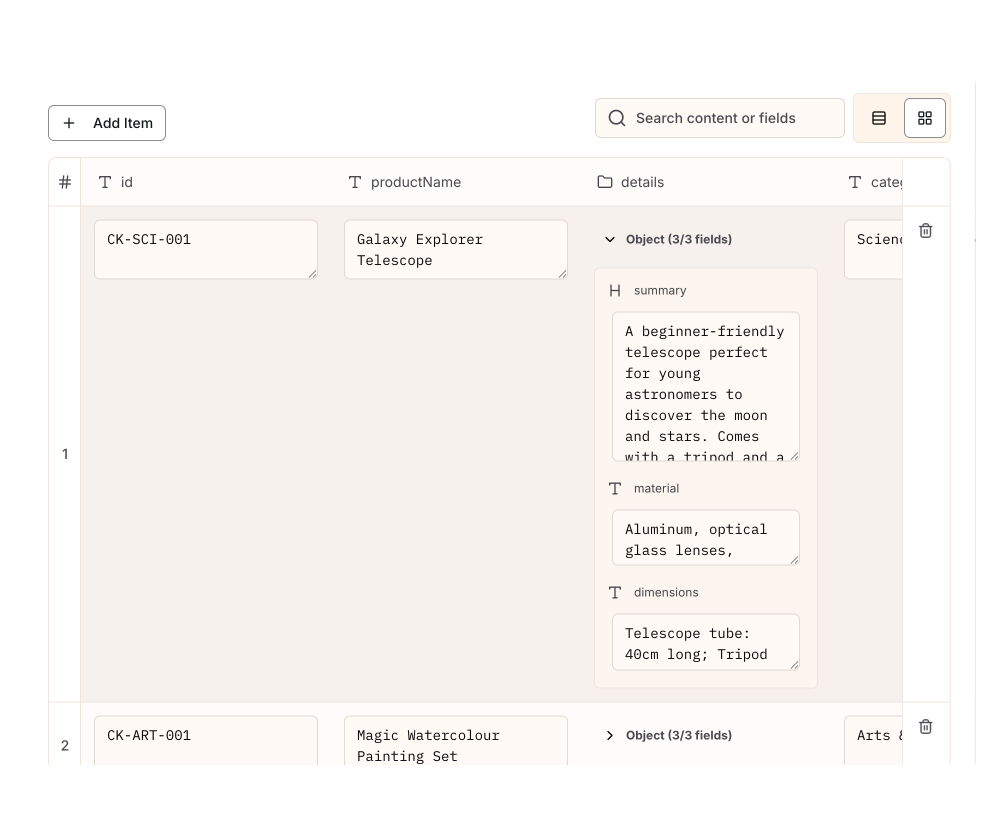 Add Item
Search content or fields
# id productName details
1
CK-SCI-001
Galaxy Explorer
Telescope
Object (3/3 fields)
summary
A beginner-friendly
telescope perfect
for young
astronomers to
discover the moon
and stars. Comes
with a tripod and a
material
Aluminum, optical
glass lenses,
dimensions
Telescope tube:
40cm long; Tripod
2
CK-ART-001
Magic Watercolour
Painting Set
Object (3/3 fields)
Arts &